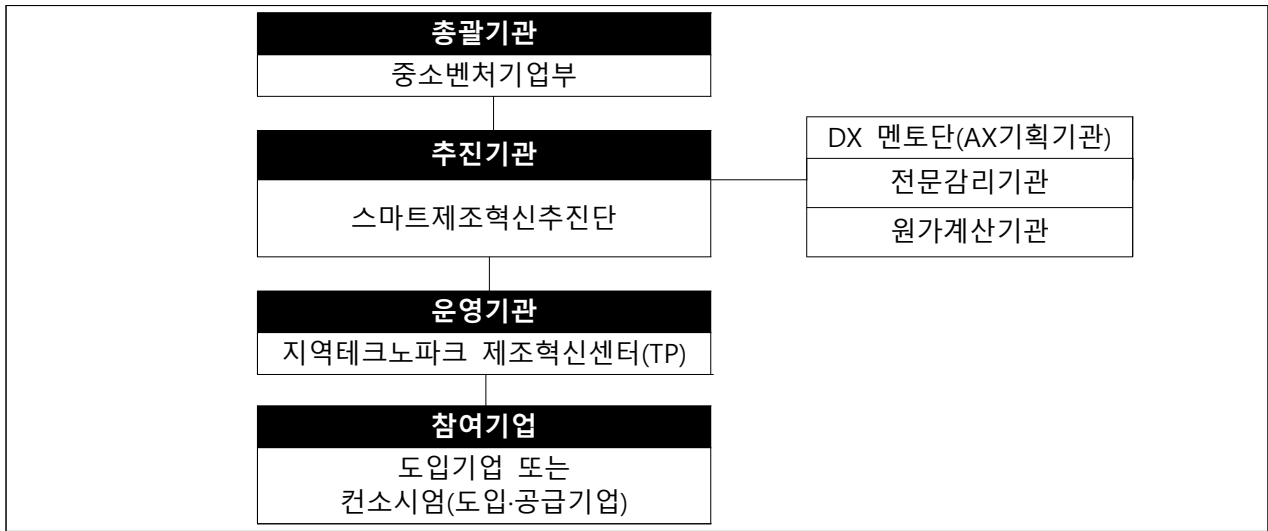 총괄기관
중소벤처기업부
추진기관
스마트제조혁신추진단
DX 멘토단(AX기획기관)
전문감리기관
원가계산기관
운영기관
지역테크노파크 제조혁신센터(TP)
참여기업
도입기업 또는
컨소시엄(도입·공급기업)